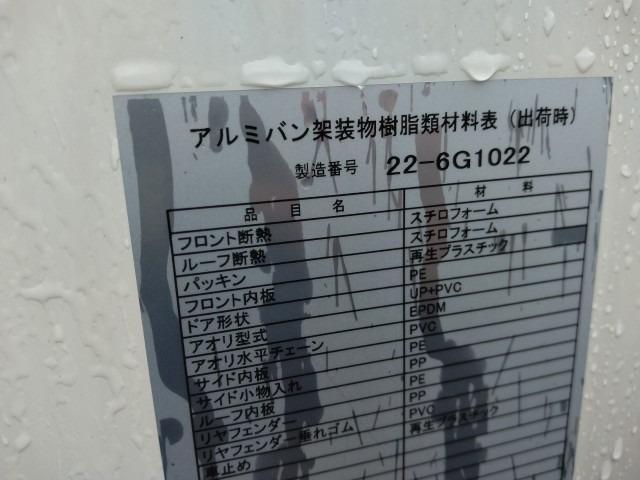 アルミバン架装物樹脂類材料表 (出荷時)
製造番号 22-6G1022
品 目 名 材 料
フロント断熱 スチロフォーム
ルーフ断熱 スチロフォーム
パッキン 再生プラスチック
フロント内板 PE
ドア形状 UP+PVC
アオリ型式 EPDM
アオリ水平チェーン PVC
サイド内板 PE
サイド小物入れ PP
ルーフ内板 PE
リヤフェンダー PP
リヤフェンダー垂れゴム PVC
車止め 再生プラスチック